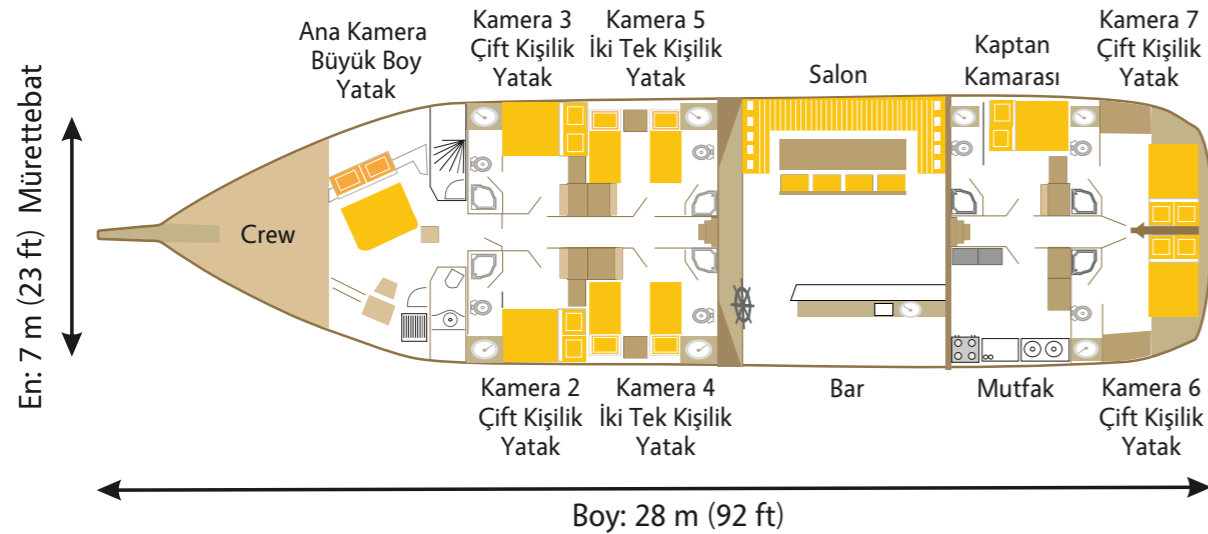 Ana Kamera
Büyük Boy
Yatak
Kamera 3
Çift Kişilik
Yatak
Kamera 5
İki Tek Kişilik
Yatak
Salon
Kaptan
Kamarası
Kamera 7
Çift Kişilik
Yatak
En: 7 m (23 ft) Mürettebat
Crew
Kamera 2
Çift Kişilik
Yatak
Kamera 4
İki Tek Kişilik
Yatak
Bar
Mutfak
Kamera 6
Çift Kişilik
Yatak
Boy: 28 m (92 ft)